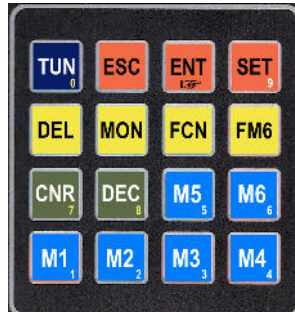 TUN ESC ENT SET
0 9
DEL MON FCN FM6
CNR DEC M5 M6
7 8 5 6
M1 M2 M3 M4
1 2 3 4